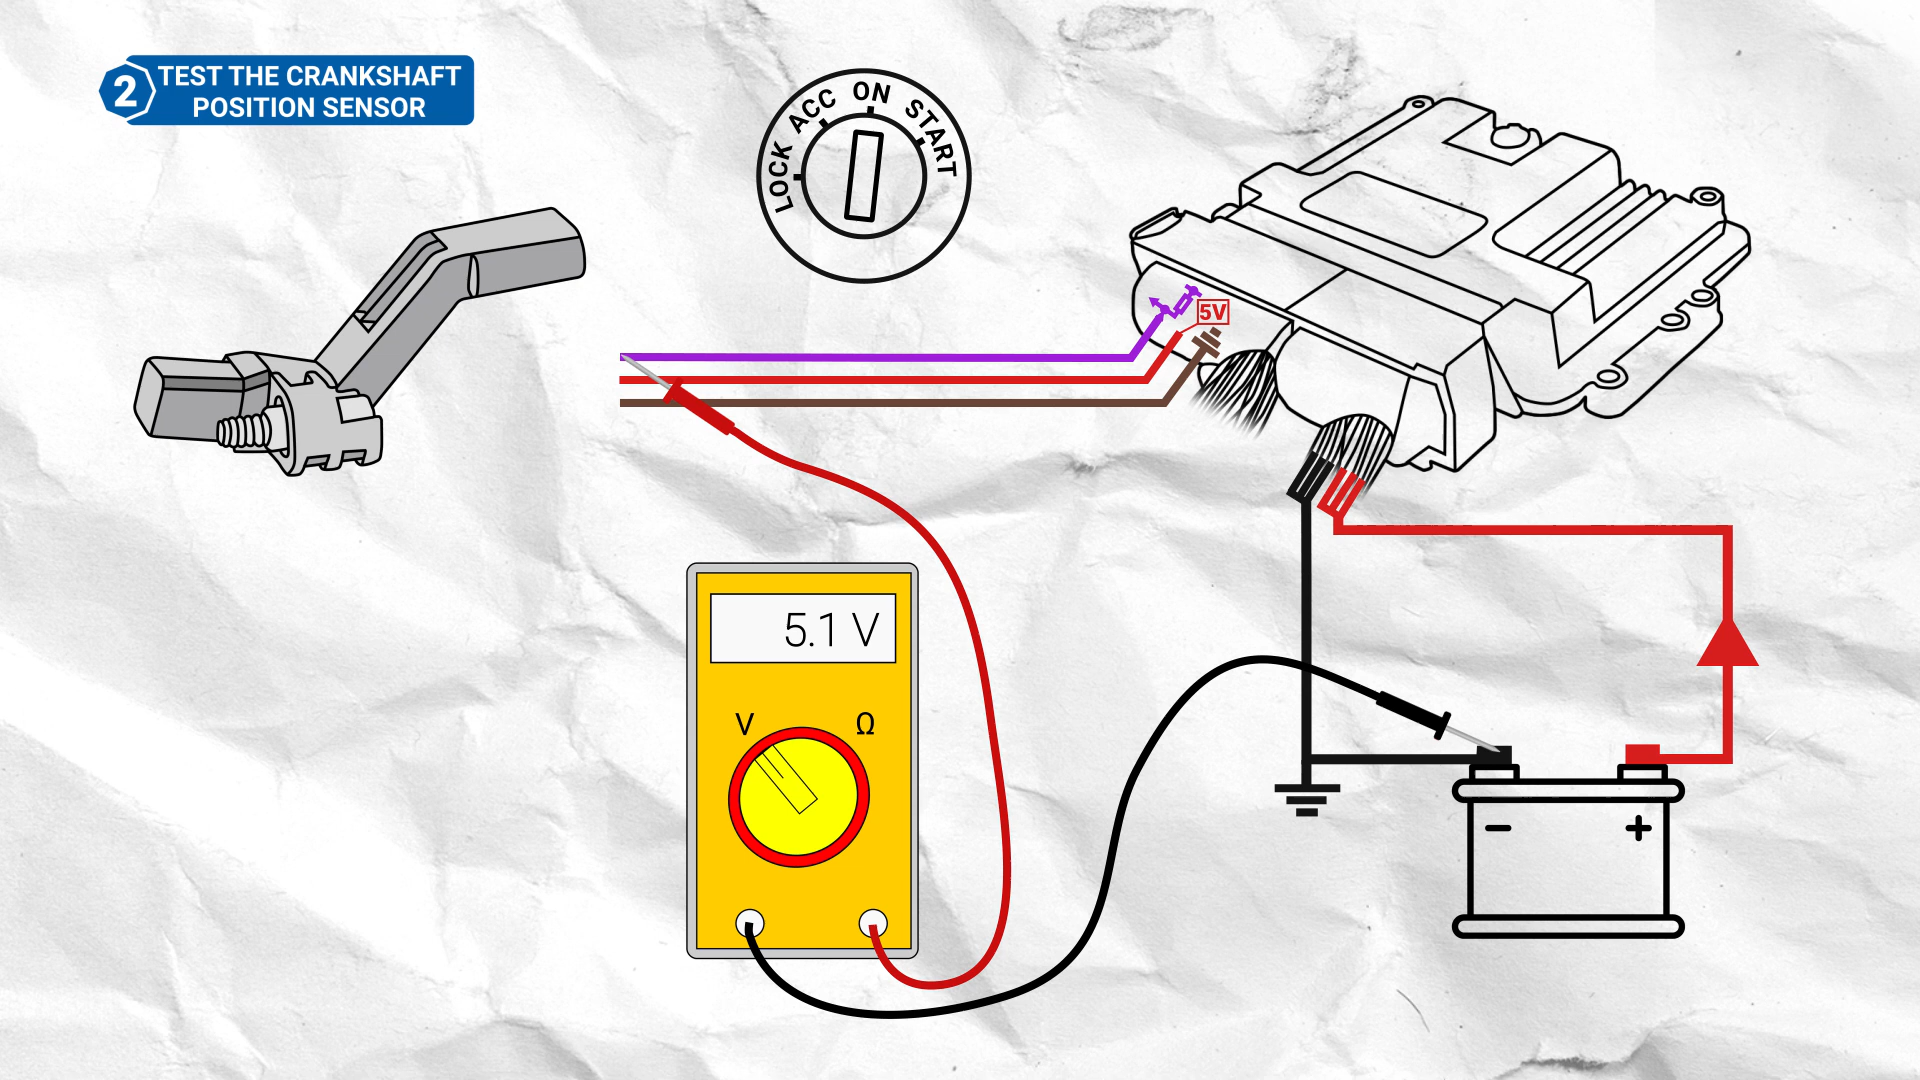 2
TEST THE CRANKSHAFT
POSITION SENSOR
LOCK ACC ON START
5V
5.1 V
V Ω
- +